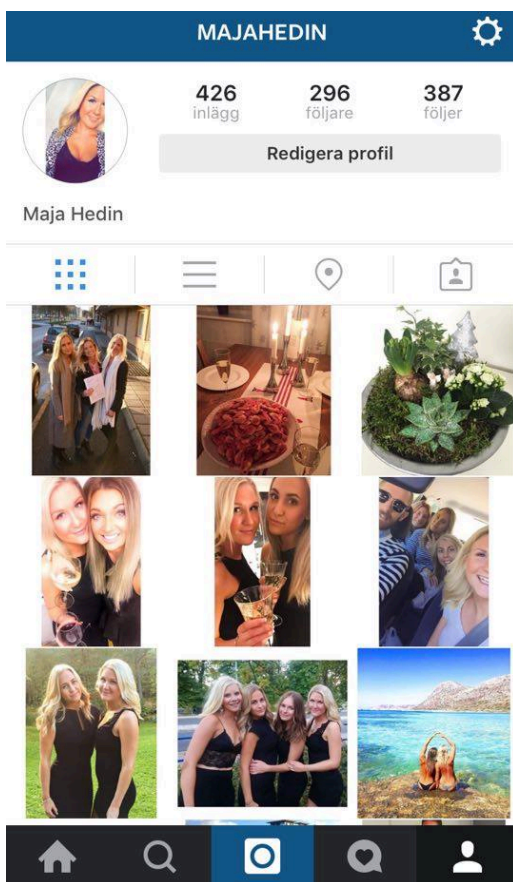 MAJAHEDIN
426 296 387
inlägg följare följer
Redigera profil
Maja Hedin